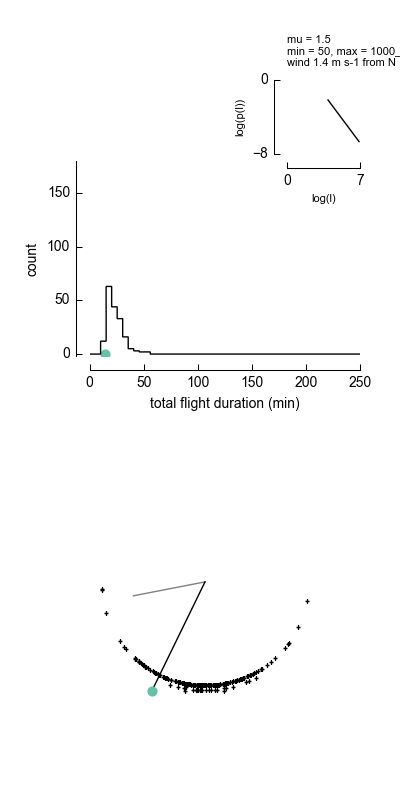 mu = 1.5
min = 50, max = 1000_
wind 1.4 m s-1 from N
0
log(p(l))
−8
0
7
log(l)
150
100
count
50
0
0
50
100
150
200
250
total flight duration (min)